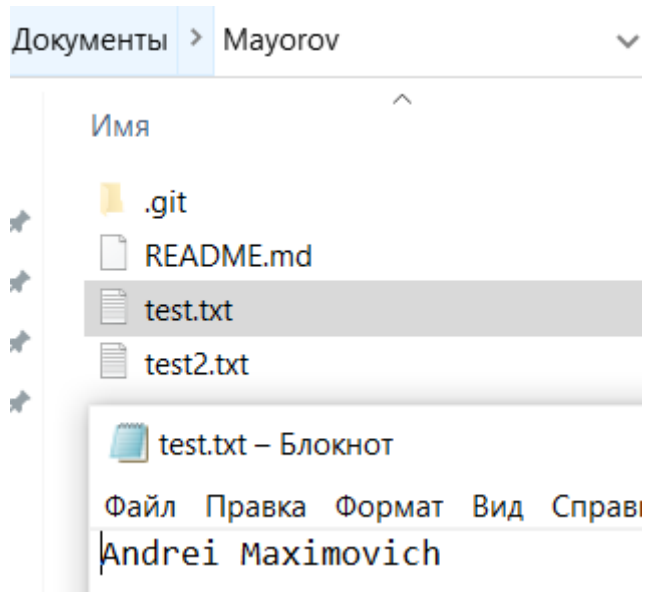 Документы > Mayorov
Имя
.git
README.md
test.txt
test2.txt
test.txt – Блокнот
Файл Правка Формат Вид
Andrei Maximovich